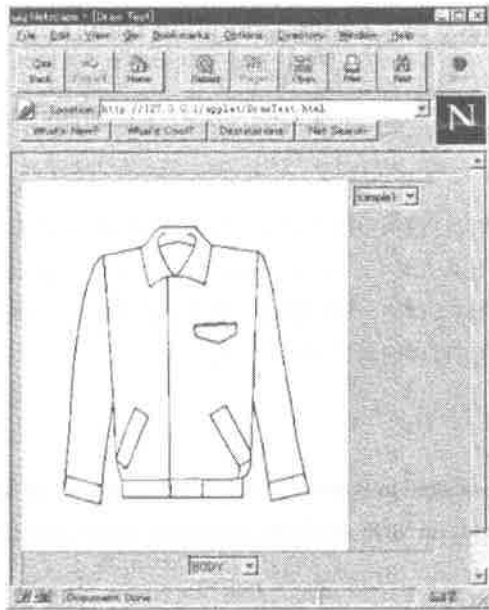 Netscape - [Draw Test]
File Edit View Go Bookmarks Options Directory Window Help
Back Forward Home Reload Open Print Find
Location: http://127.0.0.1/applet/DrawTest.html
N
What's New? What's Cool? Destinations Net Search
sample1
BODY
Document Done